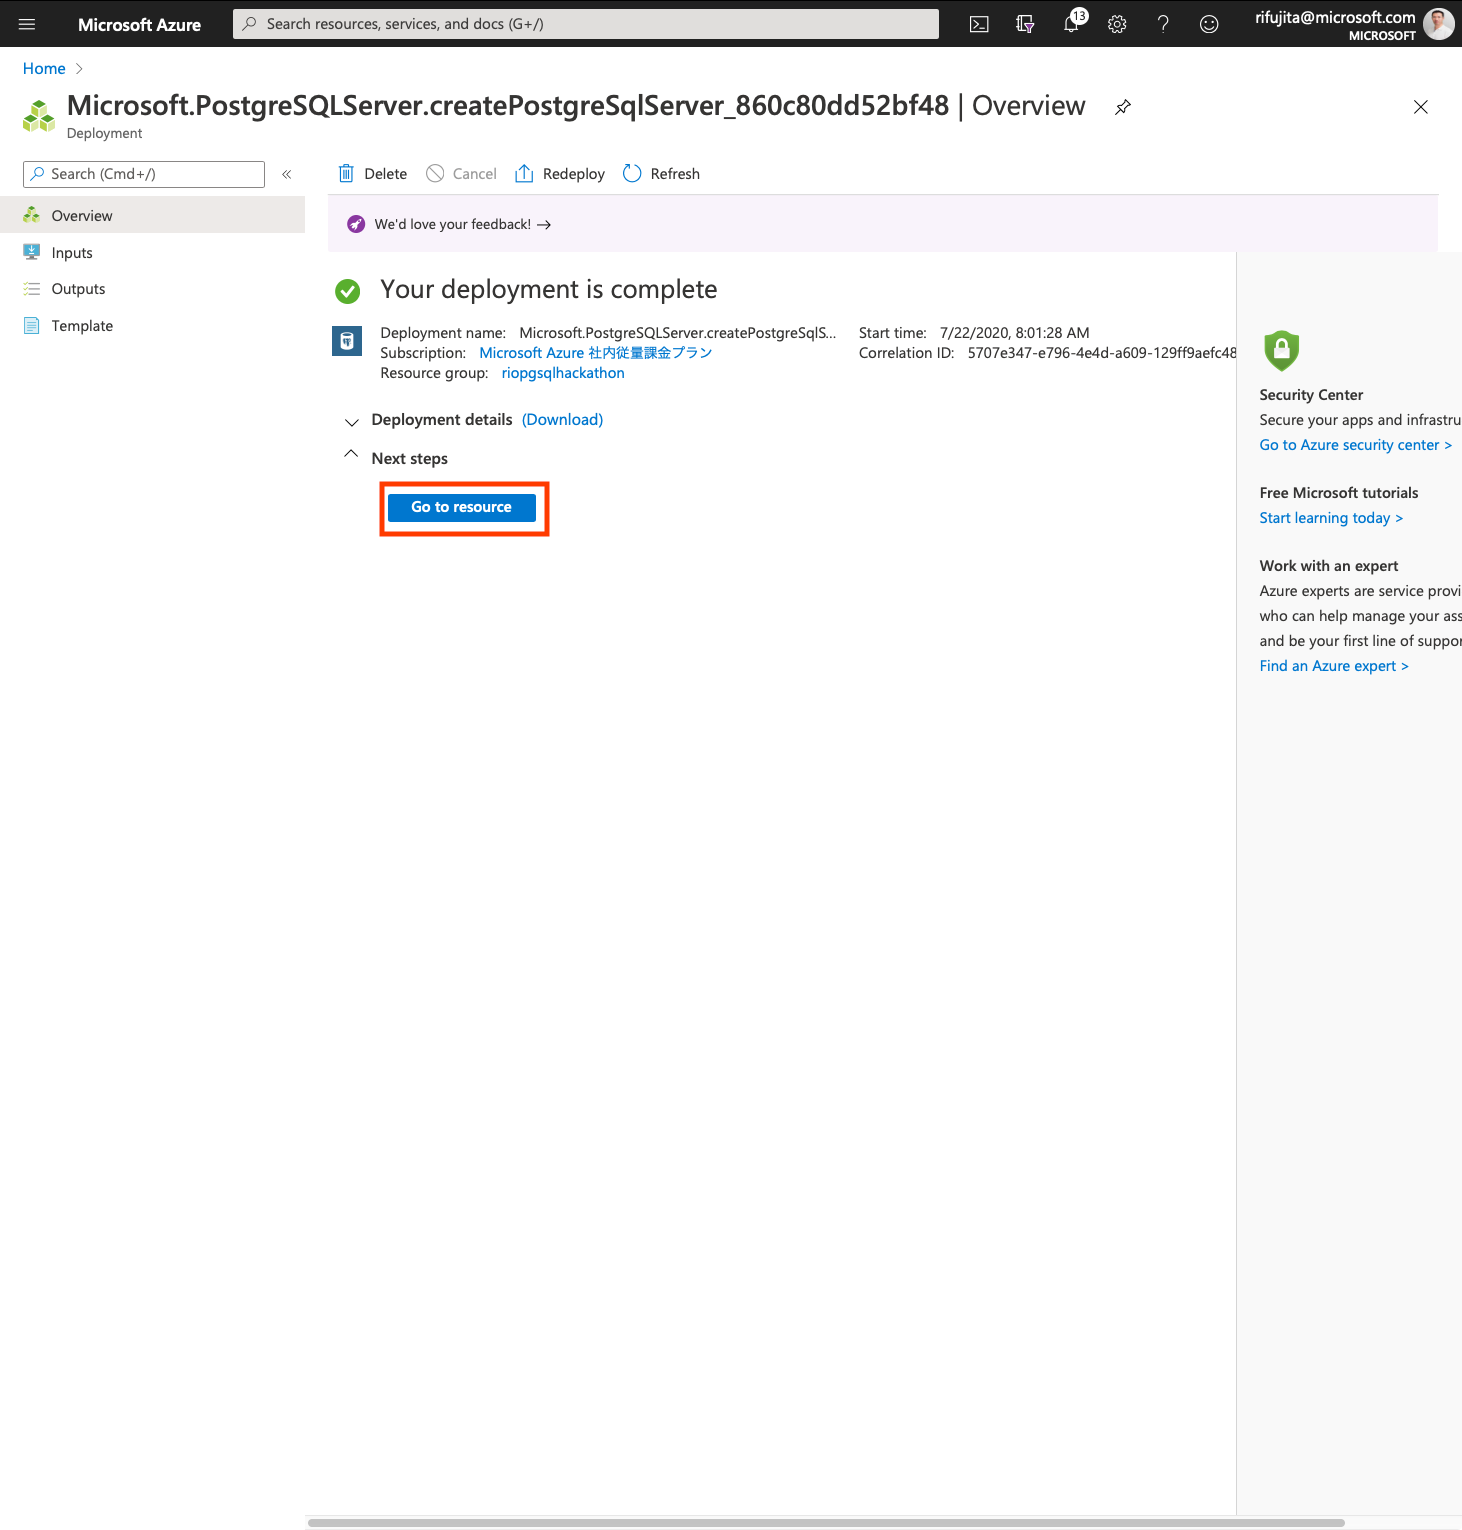 Microsoft Azure
Search resources, services, and docs (G+/)
13
rifujita@microsoft.com
MICROSOFT
Home
Microsoft.PostgreSQLServer.createPostgreSqlServer_860c80dd52bf48 | Overview
Deployment
Search (Cmd+/)
Delete
Cancel
Redeploy
Refresh
Overview
Inputs
Outputs
Template
We'd love your feedback! →
Your deployment is complete
Deployment name: Microsoft.PostgreSQLServer.createPostgreSqlS...
Subscription: Microsoft Azure 社内従量課金プラン
Resource group: riopgsqlhackathon
Start time: 7/22/2020, 8:01:28 AM
Correlation ID: 5707e347-e796-4e4d-a609-129ff9aefc48
Deployment details (Download)
Next steps
Go to resource
Security Center
Secure your apps and infrastru
Go to Azure security center >
Free Microsoft tutorials
Start learning today >
Work with an expert
Azure experts are service provi
who can help manage your ass
and be your first line of suppor
Find an Azure expert >